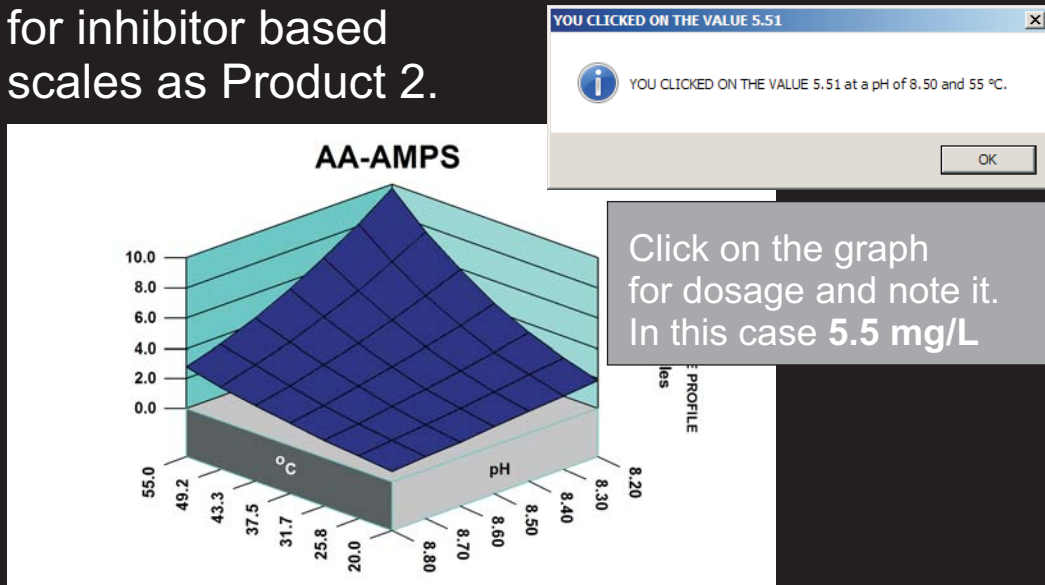 for inhibitor based
scales as Product 2.
YOU CLICKED ON THE VALUE 5.51
YOU CLICKED ON THE VALUE 5.51 at a pH of 8.50 and 55 ºC.
OK
AA-AMPS
Click on the graph
for dosage and note it.
In this case 5.5 mg/L
10.0
8.0
6.0
4.0
2.0
0.0
PROFILE
°C
pH
55.0
49.2
43.3
37.5
31.7
25.8
20.0
8.80
8.70
8.60
8.50
8.40
8.30
8.20